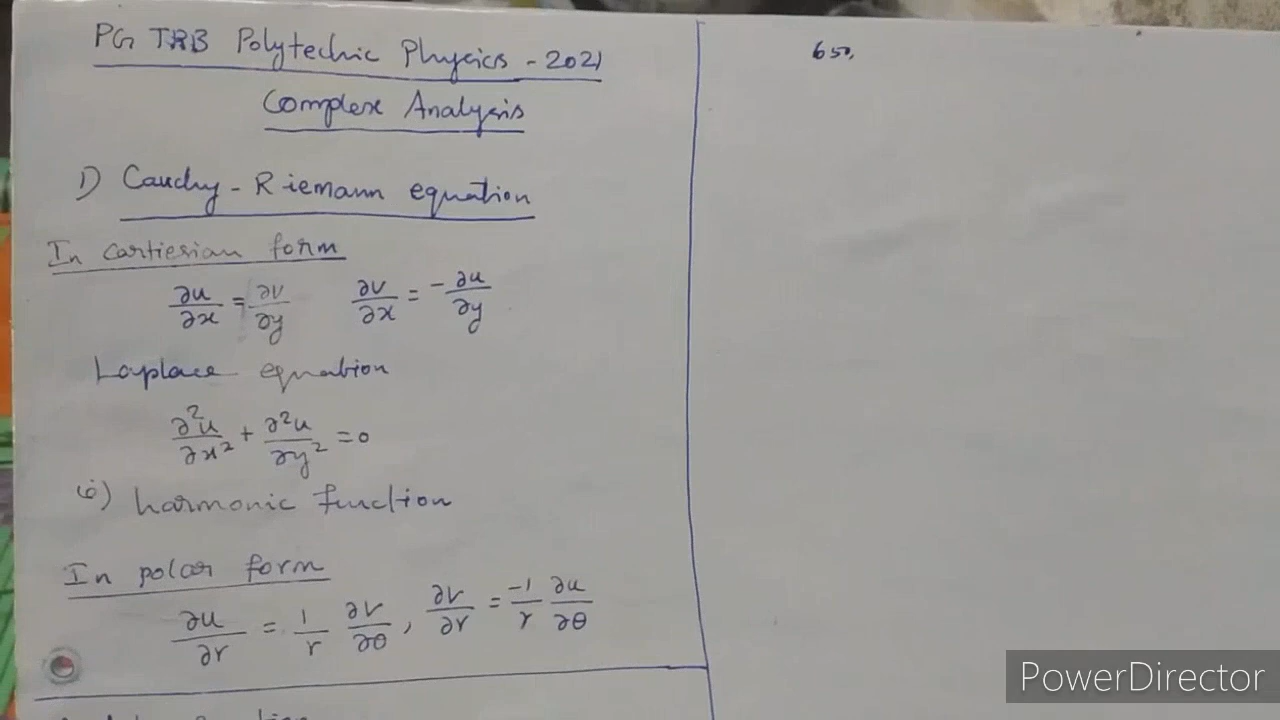 PG TRB Polytechnic Physics - 2021
Complex Analysis
1) Cauchy - Riemann equation
In cartiesian form
∂u/∂x = ∂v/∂y   ∂v/∂x = -∂u/∂y
Laplace equation
∂²u/∂x² + ∂²u/∂y² = 0
(i) harmonic function
In polar form
∂u/∂r = 1/r ∂v/∂θ, ∂v/∂r = -1/r ∂u/∂θ
650.
PowerDirector